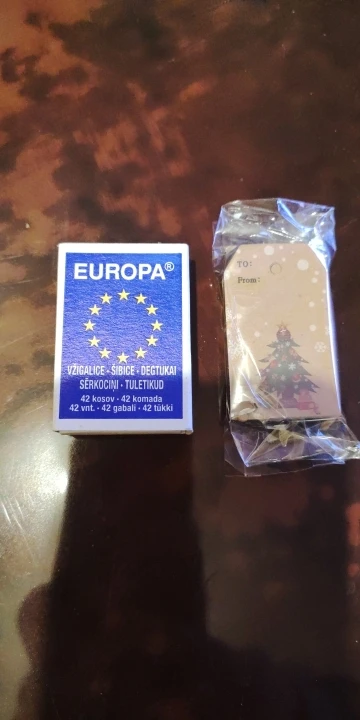 EUROPA®
VŽIGALICE · ŠIBICE · DEGTUKAI
SĒRKOCIŅI · TULETIKUD
42 kosov · 42 komada
42 vnt. · 42 gabali · 42 tükki
TO:
From: